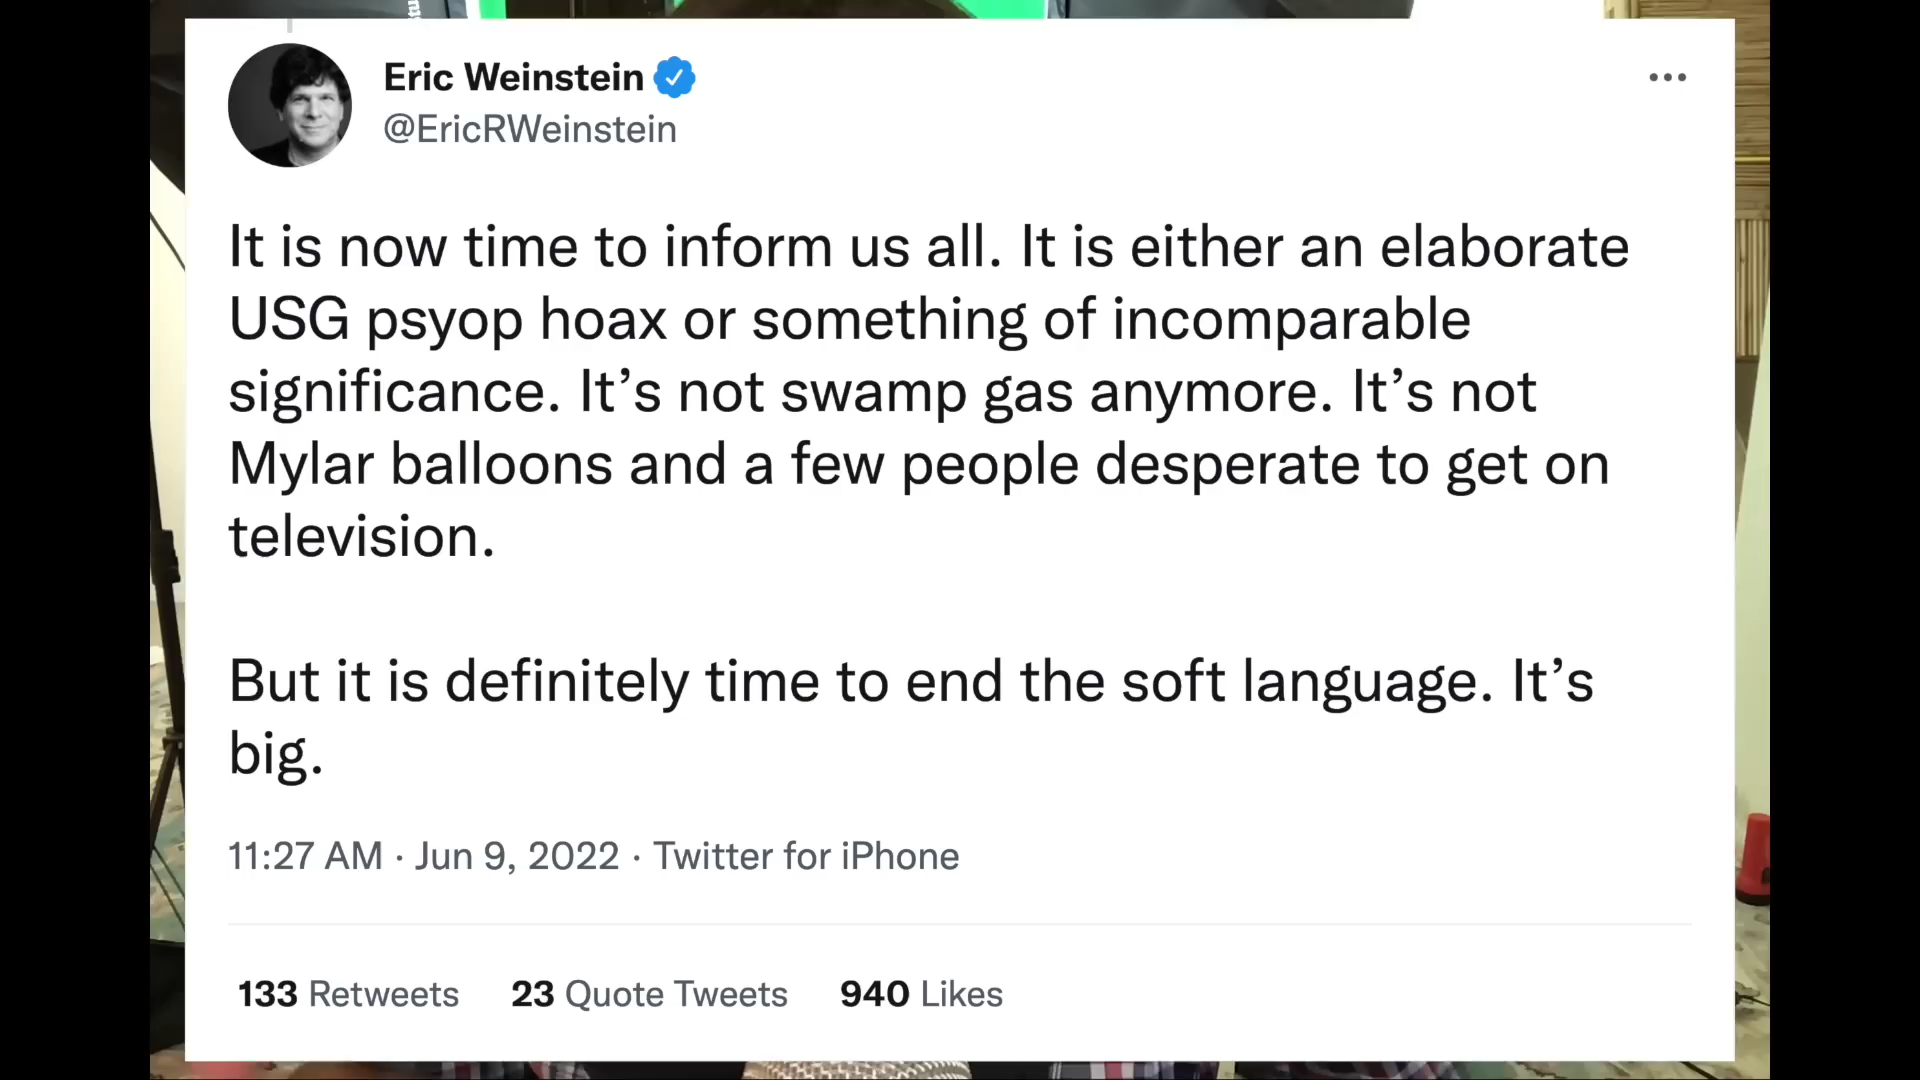 Eric Weinstein
@EricRWeinstein
It is now time to inform us all. It is either an elaborate
USG psyop hoax or something of incomparable
significance. It’s not swamp gas anymore. It’s not
Mylar balloons and a few people desperate to get on
television.
But it is definitely time to end the soft language. It’s
big.
11:27 AM · Jun 9, 2022 · Twitter for iPhone
133 Retweets 23 Quote Tweets 940 Likes